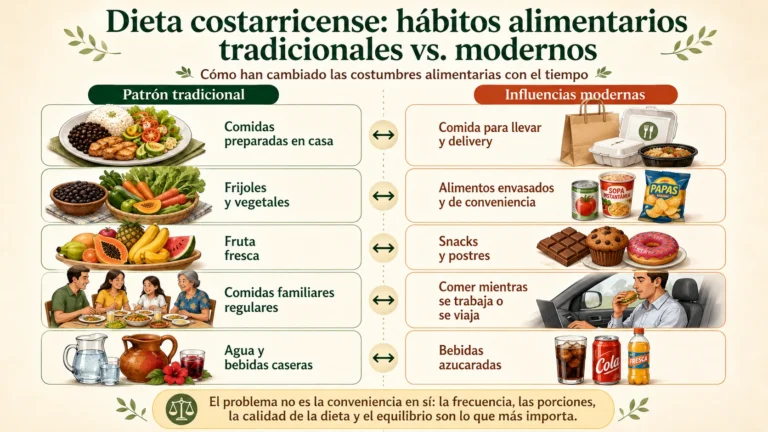 Dieta costarricense: hábitos alimentarios
tradicionales vs. modernos
Cómo han cambiado las costumbres alimentarias con el tiempo
Patrón tradicional
Influencias modernas
Comidas
preparadas en casa
Comida para llevar
y delivery
Frijoles
y vegetales
Alimentos envasados
y de conveniencia
SOPA
INSTANTÁNEA
PAPAS
Fruta
fresca
Snacks
y postres
Comidas familiares
regulares
Comer mientras
se trabaja o
se viaja
Agua y
bebidas caseras
Bebidas
azucaradas
Cola
FRESCA
El problema no es la conveniencia en sí: la frecuencia, las porciones,
la calidad de la dieta y el equilibrio son lo que más importa.